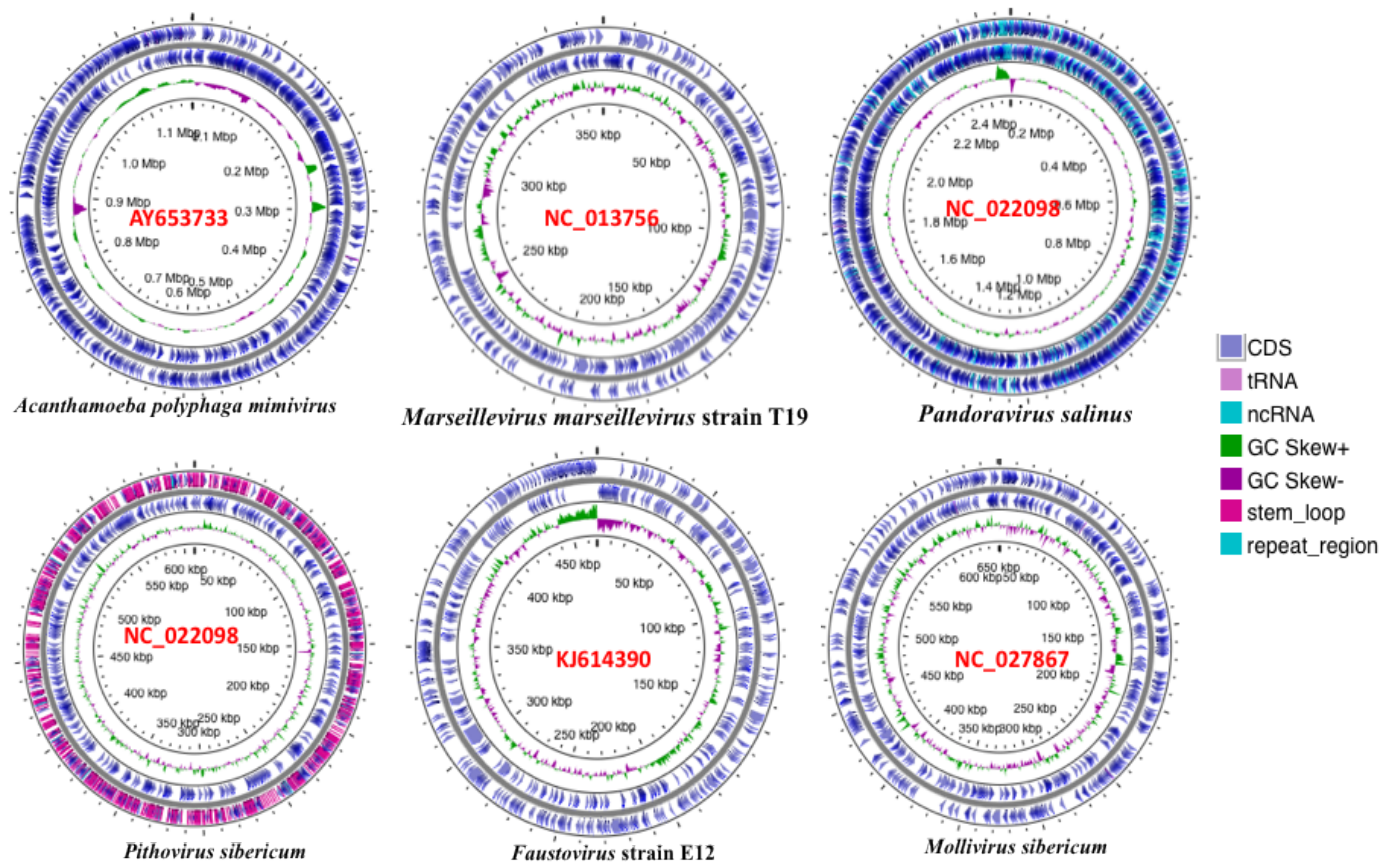 1.1 Mbp
0.1 Mbp
1.0 Mbp
0.2 Mbp
0.9 Mbp
0.3 Mbp
AY653733
0.8 Mbp
0.4 Mbp
0.7 Mbp
0.5 Mbp
0.6 Mbp
Acanthamoeba polyphaga mimivirus
350 kbp
50 kbp
300 kbp
NC_013756
100 kbp
250 kbp
150 kbp
200 kbp
Marseillevirus marseillevirus strain T19
2.4 Mbp
0.2 Mbp
2.2 Mbp
0.4 Mbp
2.0 Mbp
NC_022098
0.6 Mbp
1.8 Mbp
0.8 Mbp
1.6 Mbp
1.0 Mbp
1.4 Mbp
1.2 Mbp
Pandoravirus salinus
CDS
tRNA
ncRNA
GC Skew+
GC Skew-
stem_loop
repeat_region
600 kbp
50 kbp
550 kbp
100 kbp
500 kbp
NC_022098
150 kbp
450 kbp
200 kbp
400 kbp
250 kbp
350 kbp
300 kbp
Pithovirus sibericum
450 kbp
50 kbp
400 kbp
100 kbp
350 kbp
KJ614390
150 kbp
300 kbp
200 kbp
250 kbp
Faustovirus strain E12
650 kbp
600 kbp
50 kbp
550 kbp
100 kbp
500 kbp
150 kbp
NC_027867
450 kbp
200 kbp
400 kbp
250 kbp
350 kbp
300 kbp
Mollivirus sibericum